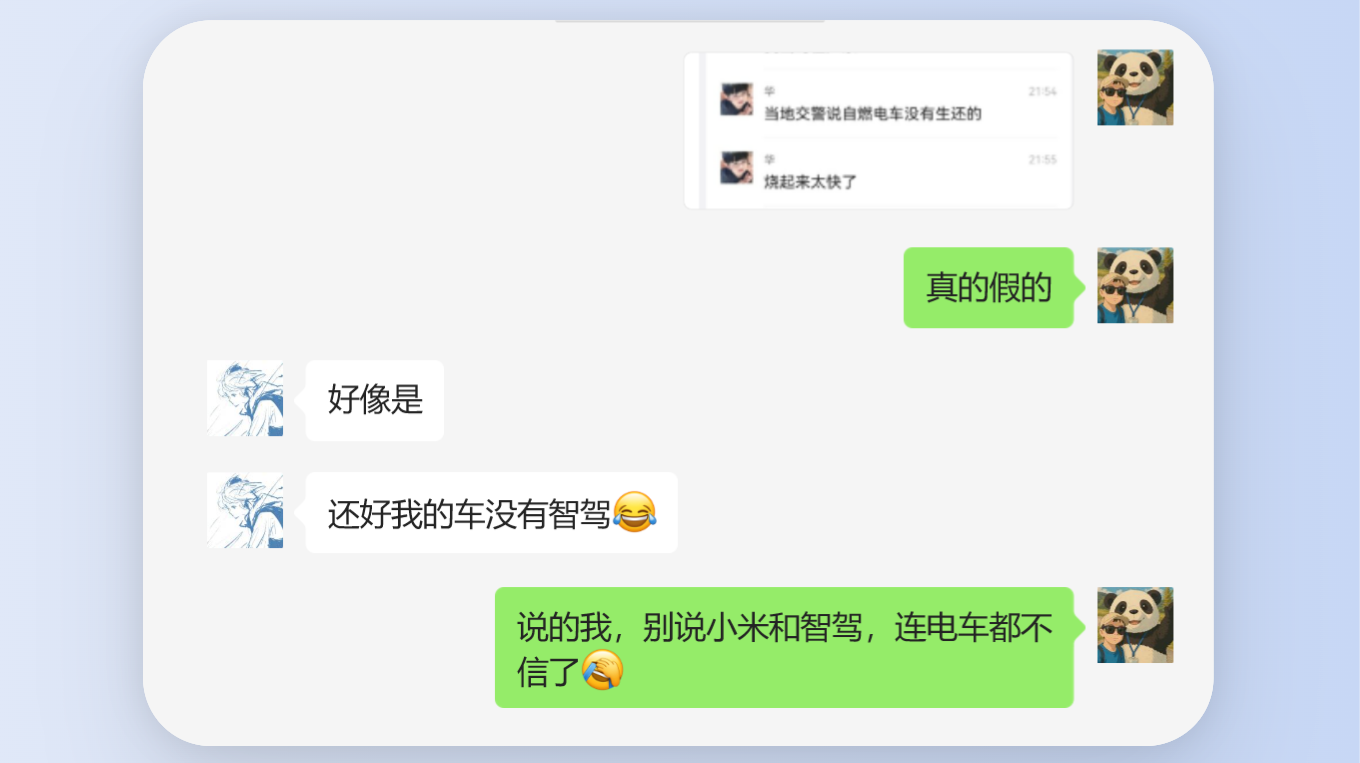 华 21:54
当地交警说自燃电车没有生还的
华 21:55
烧起来太快了
真的假的
好像是
还好我的车没有智驾😂
说的我，别说小米和智驾，连电车都不
信了🤣